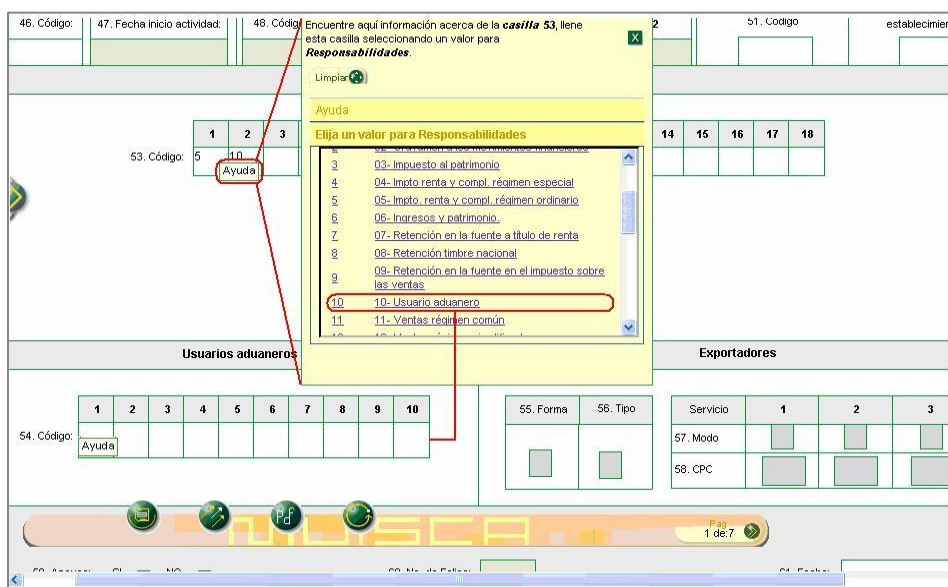 46. Código:
47. Fecha inicio actividad:
48. Códig
2
51. Codigo
establecimien
Encuentre aquí información acerca de la casilla 53, llene
esta casilla seleccionando un valor para
Responsabilidades.
X
Limpiar
Ayuda
Elija un valor para Responsabilidades
3 03- Impuesto al patrimonio
4 04- Impto renta y compl. régimen especial
5 05- Impto. renta y compl. régimen ordinario
6 06- Ingresos y patrimonio.
7 07- Retención en la fuente a título de renta
8 08- Retención timbre nacional
9 09- Retención en la fuente en el impuesto sobre
las ventas
10 10- Usuario aduanero
11 11- Ventas régimen común
1 2 3 14 15 16 17 18
53. Código: 5 10
Ayuda
Usuarios aduaneros
Exportadores
1 2 3 4 5 6 7 8 9 10
54. Código:
Ayuda
55. Forma 56. Tipo
Servicio 1 2 3
57. Modo
58. CPC
MUISCA
Pag
1 de:7